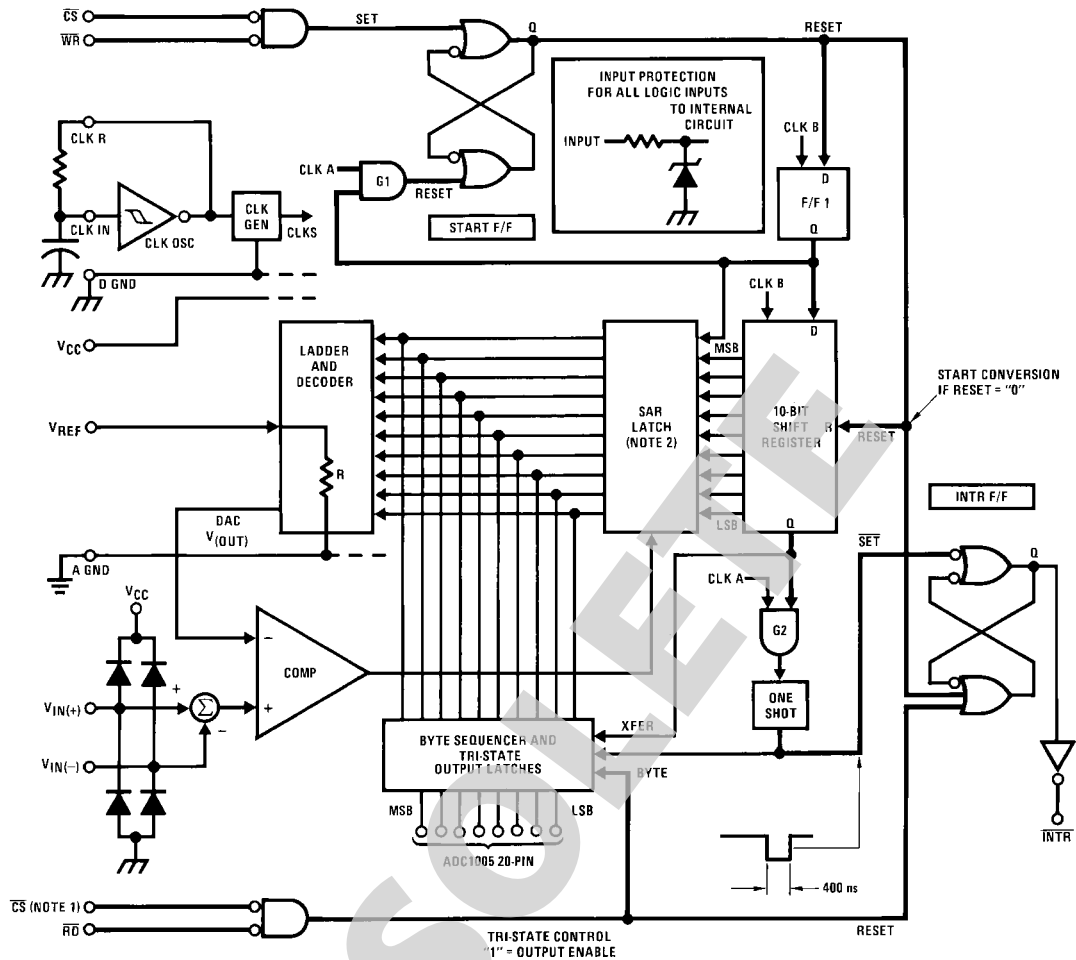 CS
WR
SET
Q
RESET
INPUT PROTECTION
FOR ALL LOGIC INPUTS
TO INTERNAL
CIRCUIT
INPUT
CLK R
CLK IN
CLK OSC
CLK
GEN
CLKS
D GND
VCC
CLK A
G1
RESET
START F/F
CLK B
D
F/F 1
Q
CLK B
D
LADDER
AND
DECODER
VREF
R
DAC
V(OUT)
A GND
SAR
LATCH
(NOTE 2)
MSB
LSB
10-BIT
SHIFT
REGISTER
R
RESET
Q
START CONVERSION
IF RESET = "0"
INTR F/F
SET
Q
CLK A
G2
ONE
SHOT
VCC
VIN(+)
VIN(−)
+
−
Σ
−
+
COMP
XFER
BYTE SEQUENCER AND
TRI-STATE
OUTPUT LATCHES
BYTE
MSB
LSB
ADC1005 20-PIN
400 ns
INTR
CS (NOTE 1)
RD
TRI-STATE CONTROL
"1" = OUTPUT ENABLE
RESET
OBSOLETE